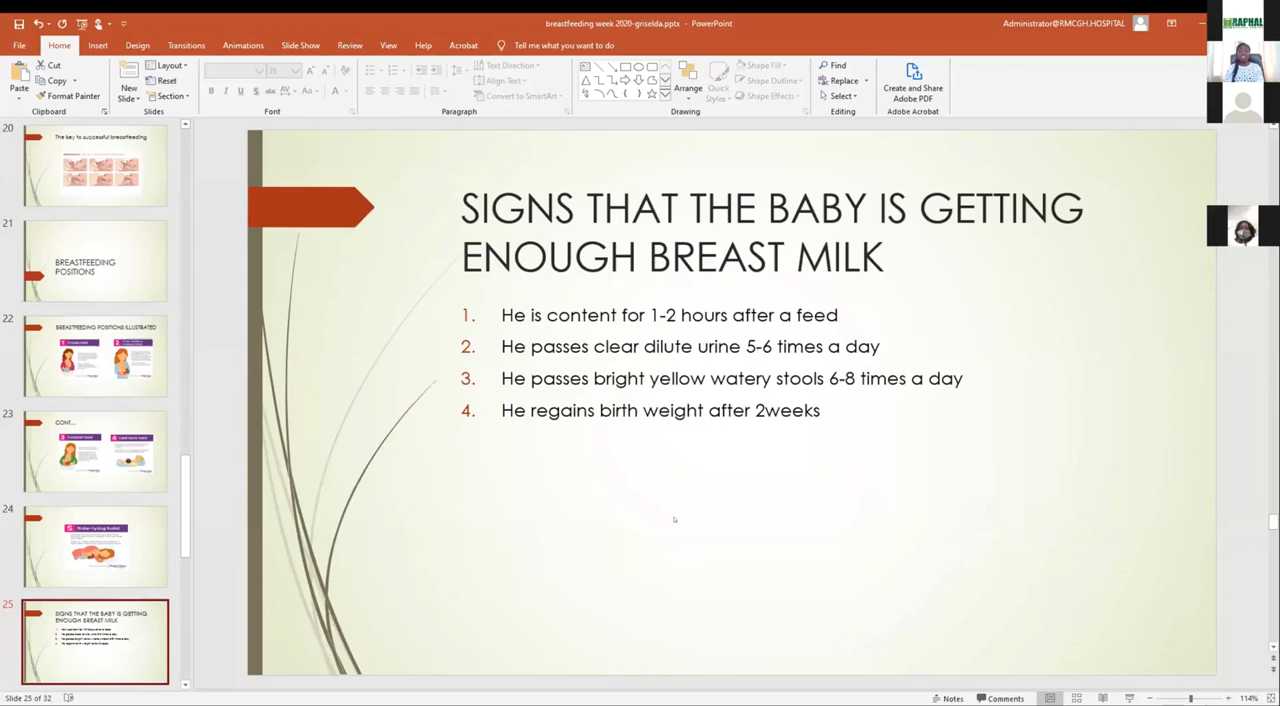 breastfeeding week 2020-griselda.pptx - PowerPoint
Administrator@RMCGH.HOSPITAL
RAPHAL
File Home Insert Design Transitions Animations Slide Show Review View Help Acrobat Tell me what you want to do
Paste
Cut
Copy
Format Painter
Clipboard
New Slide
Layout
Reset
Section
Slides
Font
Text Direction
Align Text
Convert to SmartArt
Paragraph
Arrange
Quick Styles
Shape Fill
Shape Outline
Shape Effects
Drawing
Find
Replace
Select
Editing
Create and Share Adobe PDF
Adobe Acrobat
20
The key to successful breastfeeding
21
BREASTFEEDING
POSITIONS
22
BREASTFEEDING POSITIONS ILLUSTRATED
23
CONT...
24
25
SIGNS THAT THE BABY IS GETTING
ENOUGH BREAST MILK
SIGNS THAT THE BABY IS GETTING
ENOUGH BREAST MILK
1. He is content for 1-2 hours after a feed
2. He passes clear dilute urine 5-6 times a day
3. He passes bright yellow watery stools 6-8 times a day
4. He regains birth weight after 2weeks
Slide 25 of 32
Notes
Comments
114%